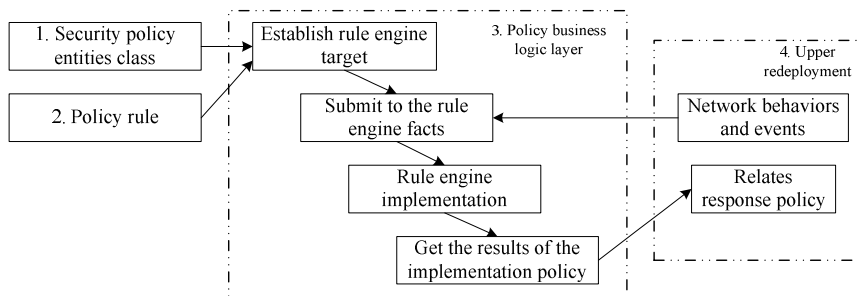 1. Security policy
entities class
2. Policy rule
Establish rule engine
target
3. Policy business
logic layer
Submit to the rule
engine facts
Rule engine
implementation
Get the results of the
implementation policy
4. Upper
redeployment
Network behaviors
and events
Relates
response policy